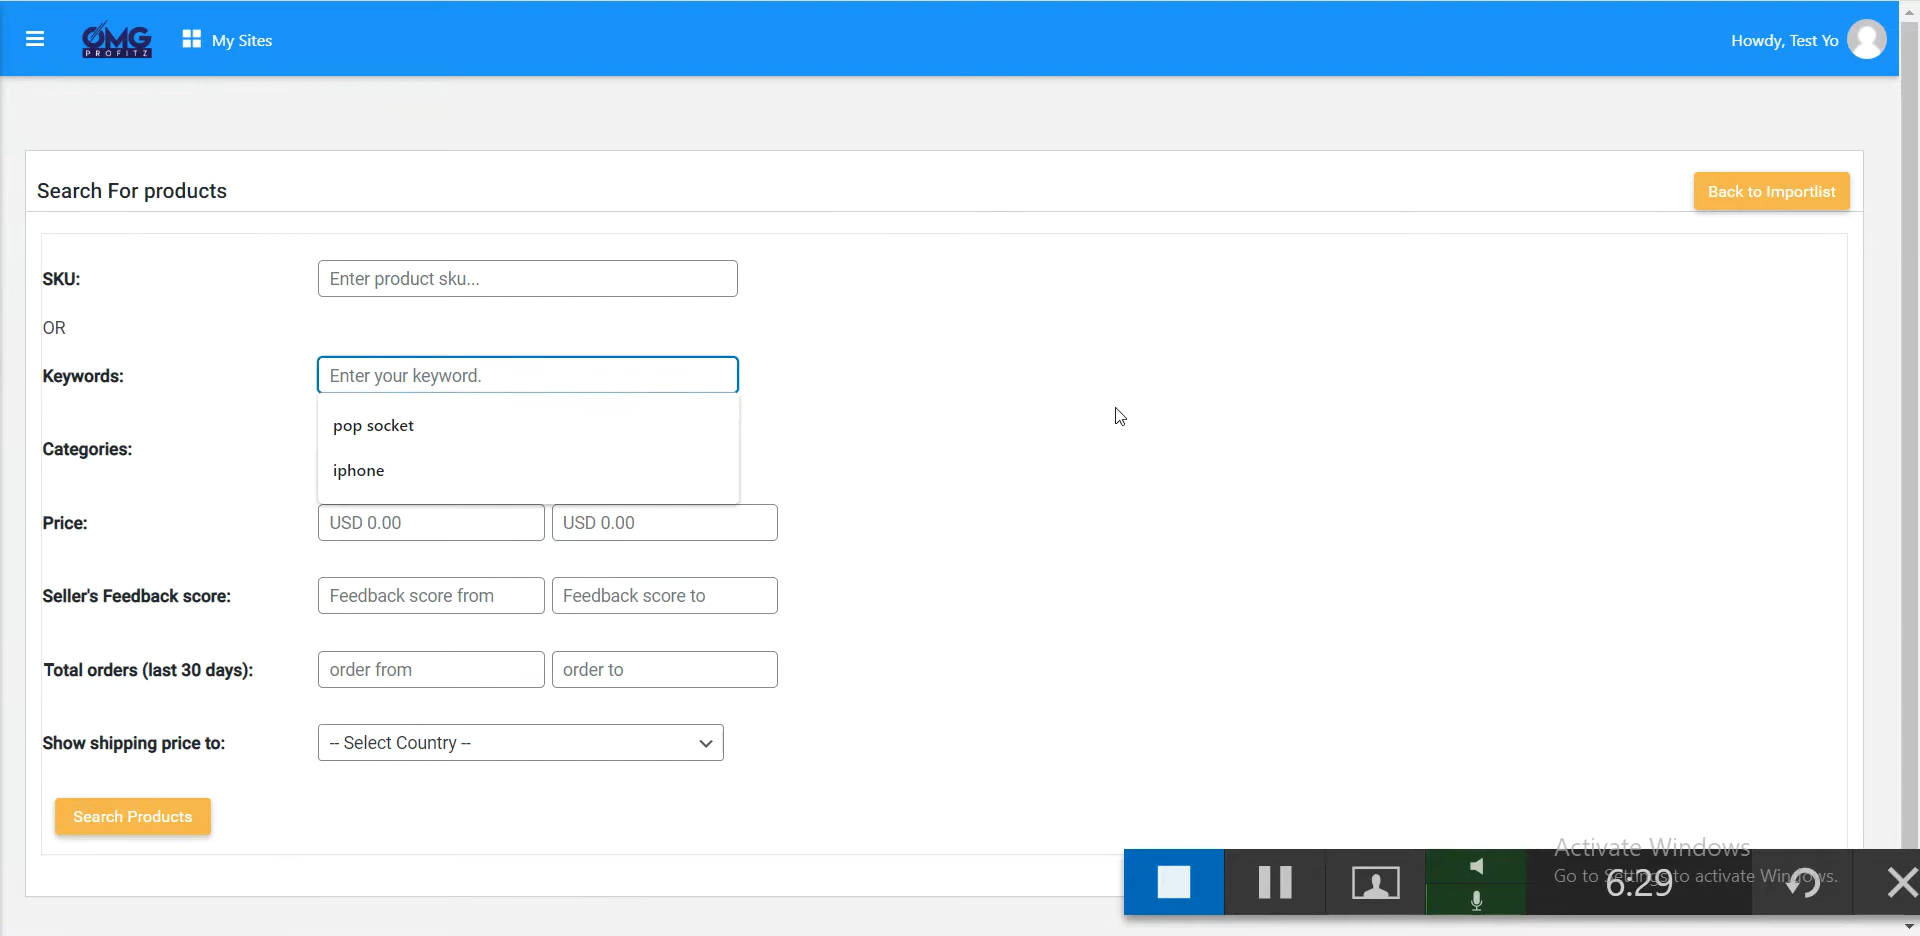 OMG
PROFITZ
My Sites
Howdy, Test Yo
Search For products
Back to Importlist
SKU:
Enter product sku...
OR
Keywords:
Enter your keyword.
pop socket
Categories:
iphone
Price:
USD 0.00
USD 0.00
Seller's Feedback score:
Feedback score from
Feedback score to
Total orders (last 30 days):
order from
order to
Show shipping price to:
-- Select Country --
Search Products
Activate Windows
Go to Settings to activate Windows.
6:29